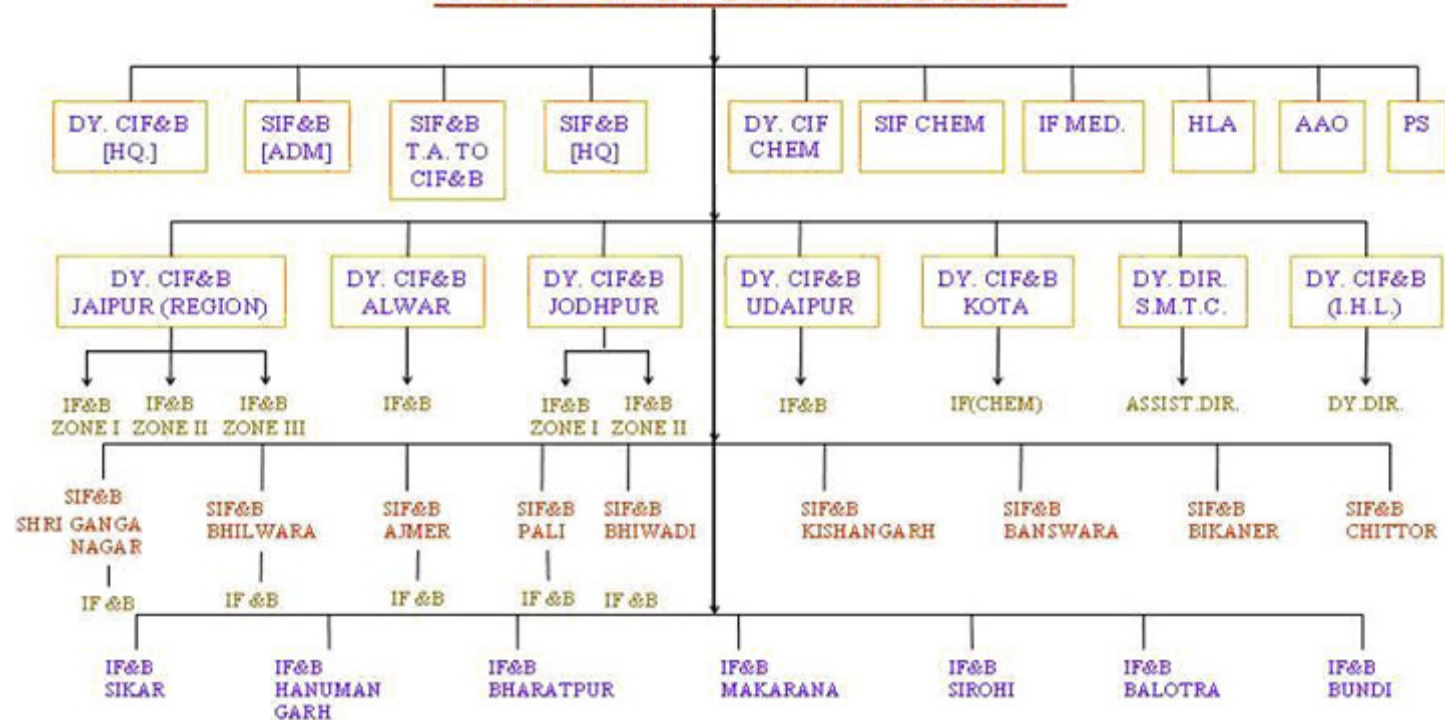 DY. CIF&B
[HQ.]
SIF&B
[ADM]
SIF&B
T.A. TO
CIF&B
SIF&B
[HQ]
DY. CIF
CHEM
SIF CHEM
IF MED.
HLA
AAO
PS
DY. CIF&B
JAIPUR (REGION)
DY. CIF&B
ALWAR
DY. CIF&B
JODHPUR
DY. CIF&B
UDAIPUR
DY. CIF&B
KOTA
DY. DIR.
S.M.T.C.
DY. CIF&B
(I.H.L.)
IF&B
ZONE I
IF&B
ZONE II
IF&B
ZONE III
IF&B
IF&B
ZONE I
IF&B
ZONE II
IF&B
IF(CHEM)
ASSIST.DIR.
DY.DIR.
SIF&B
SHRI GANGA
NAGAR
SIF&B
BHILWARA
SIF&B
AJMER
SIF&B
PALI
SIF&B
BHIWADI
SIF&B
KISHANGARH
SIF&B
BANSWARA
SIF&B
BIKANER
SIF&B
CHITTOR
IF &B
IF &B
IF &B
IF &B
IF &B
IF&B
SIKAR
IF&B
HANUMAN
GARH
IF&B
BHARATPUR
IF&B
MAKARANA
IF&B
SIROHI
IF&B
BALOTRA
IF&B
BUNDI